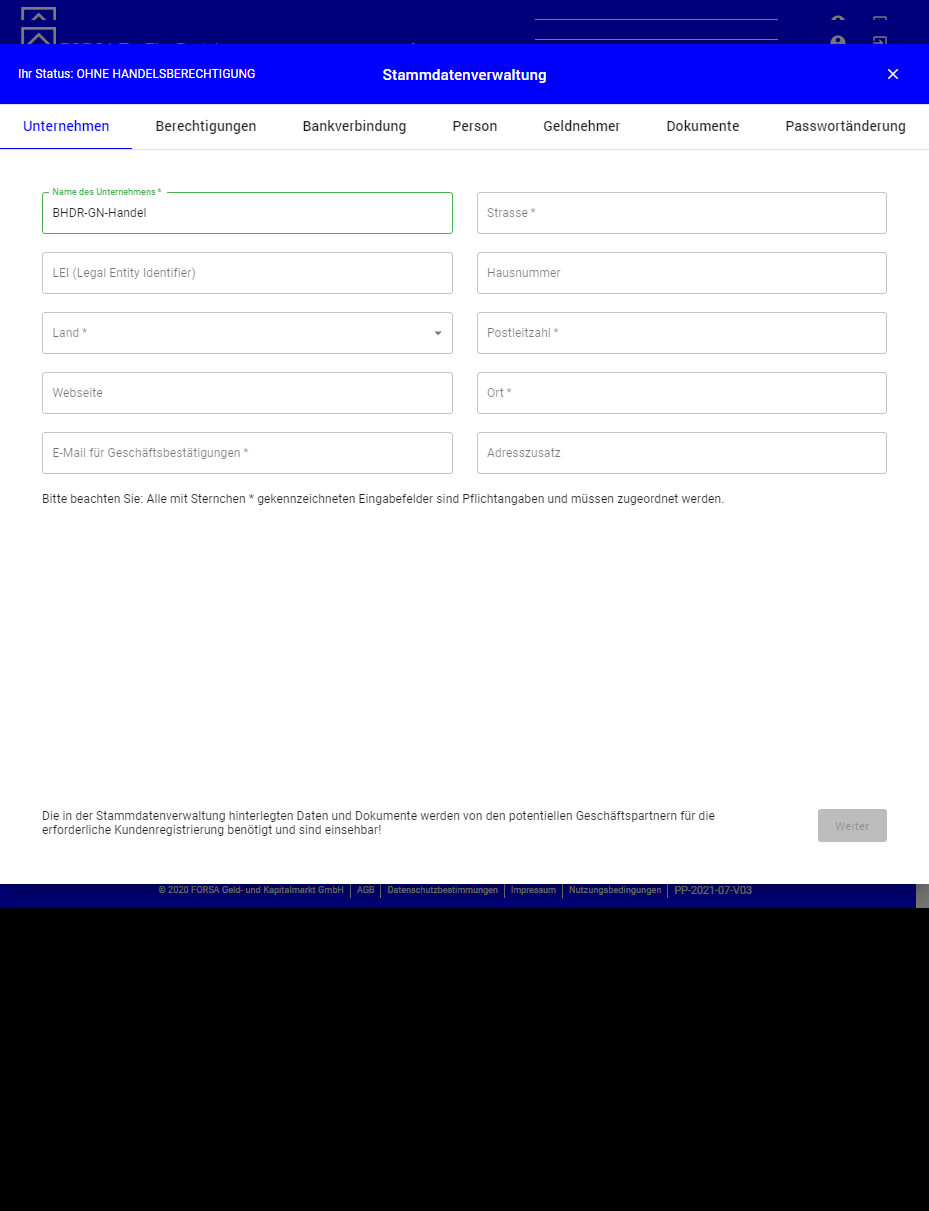 Ihr Status: OHNE HANDELSBERECHTIGUNG
Stammdatenverwaltung
Unternehmen
Berechtigungen
Bankverbindung
Person
Geldnehmer
Dokumente
Passwortänderung
Name des Unternehmens *
BHDR-GN-Handel
Strasse *
LEI (Legal Entity Identifier)
Hausnummer
Land *
Postleitzahl *
Webseite
Ort *
E-Mail für Geschäftsbestätigungen *
Adresszusatz
Bitte beachten Sie: Alle mit Sternchen * gekennzeichneten Eingabefelder sind Pflichtangaben und müssen zugeordnet werden.
Die in der Stammdatenverwaltung hinterlegten Daten und Dokumente werden von den potentiellen Geschäftspartnern für die
erforderliche Kundenregistrierung benötigt und sind einsehbar!
Weiter
© 2020 FORSA Geld- und Kapitalmarkt GmbH | AGB | Datenschutzbestimmungen | Impressum | Nutzungsbedingungen | PP-2021-07-V03